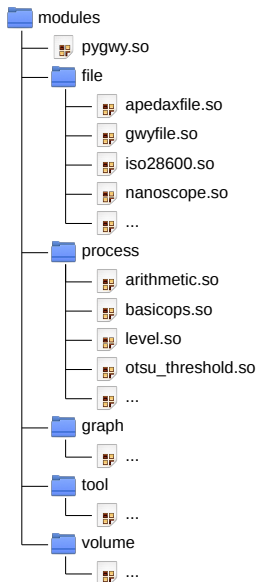 modules
pygwy.so
file
apedaxfile.so
gwyfile.so
iso28600.so
nanoscope.so
...
process
arithmetic.so
basicops.so
level.so
otsu_threshold.so
...
graph
...
tool
...
volume
...